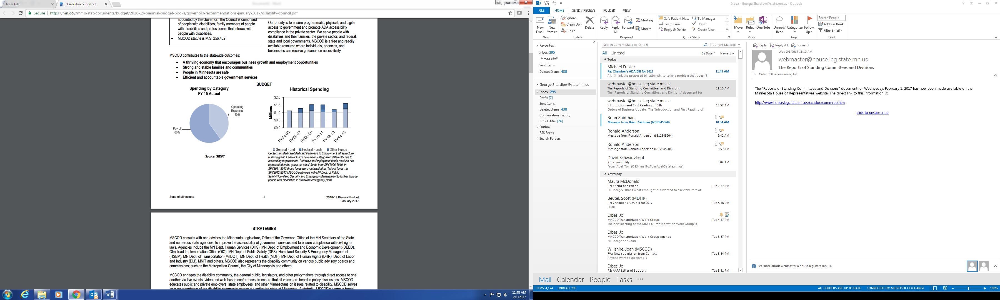 New Tab
disability-council.pdf
Secure
https://mn.gov/mmb-stat/documents/budget/2018-19-biennial-budget-books/governors-recommendations-january-2017/disability-council.pdf
appointed by the Governor. The Council is comprised
of people with disabilities, family members of people
with disabilities and professionals that interact with
people with disabilities.
• MSCOD statute is M.S. 256.482
Our priority is to ensure programmatic, physical, and digital
access to government and promote ADA accessibility
compliance in the private sector. We serve people with
disabilities and their families, the private sector, and federal,
state and local governments. MSCOD is a free and readily
available resource where individuals, agencies, and
businesses can receive guidance on accessibility
MSCOD contributes to the statewide outcomes:
• A thriving economy that encourages business growth and employment opportunities
• Strong and stable families and communities
• People in Minnesota are safe
• Efficient and accountable government services
BUDGET
Spending by Category
FY 15 Actual
Operating
Expenses
40%
Payroll
60%
Source: SWIFT
Historical Spending
Millions
$2.0
$1.5
$1.0
$0.5
$0.0
FY04-05
FY06-07
FY08-09
FY10-11
FY12-13
FY14-15
General Fund Federal Funds Other Funds
Centers for Medicare/Medicaid Pathways to Employment infrastructure
building grant. Federal funds have been categorized differently due to
accounting requirements. Pathways to Employment funds received are
represented in the graph as 'other' funds from SFY2006-2010. In
SFY2011-2013 those funds were reclassified as 'federal funds'. In
SFY2012-2013 MSCOD partnered with MN Dept. of Public
Safety/Homeland Security and Emergency Management to further include
people with disabilities in statewide emergency plans
State of Minnesota
1
2018-19 Biennial Budget
January 2017
STRATEGIES
MSCOD consults with and advises the Minnesota Legislature, Office of the Governor, Office of the MN Secretary of the State
and numerous state agencies, to improve the accessibility of government services and to ensure compliance with civil rights
laws. Agencies include the MN Dept. Human Services (DHS), MN Dept. of Employment and Economic Development (DEED),
Olmstead Implementation Office (OIO), MN Dept. of Public Safety (DPS), Homeland Security & Emergency Management
(HSEM), MN Dept. of Transportation (MnDOT), MN Dept. of Health (MDH), MN Dept. of Human Rights (DHR), Dept. of Labor
and Industry (DLI), MNIT and others. MSCOD also represents the disability community on various public advisory boards and
commissions; such as the Metropolitan Council, the City of Minneapolis and others.
MSCOD engages the disability community, the general public, legislators, and other policymakers through direct access to one
another via live events, video and web-based conferences, to ensure that all voices are heard in policy discussions. MSCOD
educates public and private employers, state employees, and other Minnesotans on issues related to disability. MSCOD serves
11:48 AM
2/1/2017
Inbox - George.Shardlow@state.mn.us - Outlook
FILE
HOME
SEND / RECEIVE
FOLDER
VIEW
New Email
New Items
New
Ignore
Clean Up
Junk
Delete
Delete
Reply
Reply All
Forward
Meeting
More
Respond
Safe Patient Ha...
Team Email
Reply & Delete
To Manager
Done
Create New
Quick Steps
Move
Rules
OneNote
Move
Unread/ Read
Categorize
Follow Up
Tags
Search People
Address Book
Filter Email
Find
Favorites
Inbox 295
Unread Mail
Sent Items
Deleted Items 438
George.Shardlow@state.mn.us
Inbox 295
Drafts [7]
Sent Items
Deleted Items 438
Conversation History
Junk E-Mail [24]
Outbox
RSS Feeds
Search Folders
Search Current Mailbox (Ctrl+E)
Current Mailbox
All Unread
By Date Newest
Today
Michael Frasier
Re: Chamber's ADA Bill for 2017 11:45 AM
All, I think the proposed bill attempts to solve a problem that doesn't
webmaster@house.leg.state.mn.us
The Reports of Standing Committees and Divisions 11:10 AM
The "Reports of Standing Committees and Divisions" document for
webmaster@house.leg.state.mn.us
Introduction and First Reading of Bills 10:52 AM
Orders of Business Update. The "Introduction and First Reading of
Brian Zaidman
Message from Brian Zaidman (6512845568) 10:34 AM
Ronald Anderson
Message from Ronald Anderson (6512845204) 9:42 AM
Ronald Anderson
Message from Ronald Anderson (6512845204) 8:59 AM
David Schwartzkopf
RE: accessibility 8:09 AM
From: Abel, Tom (OSS) [mailto:Tom.Abel@state.mn.us]
Yesterday
Maura McDonald
Re: Friend of a Friend Tue 7:57 PM
Hi George- That's what I thought but wanted to ask- take care of
Beutel, Scott (MDHR)
RE: Chamber's ADA Bill for 2017 Tue 5:36 PM
Hi all,
Erbes, Jo
MNCCD Transportation Work Group Tue 4:37 PM
The next meeting of the MNCCD Transportation Work Group is
Erbes, Jo
MNCCD Transportation Work Group Agenda Tue 3:57 PM
Hi George and Joan,
Willshire, Joan (MSCOD)
FW: New submission from Contact Tue 3:54 PM
Anyone want to go speak ?
Erbes, Jo
RE: AARP Letter of Support Tue 3:41 PM
Reply Reply All Forward
Wed 2/1/2017 11:10 AM
webmaster@house.leg.state.mn.us
The Reports of Standing Committees and Divisions
To Order of Business mailing list
The "Reports of Standing Committees and Divisions" document for Wednesday, February 1, 2017 has now been made available on the
Minnesota House of Representatives website. The direct link to this information is:
http://www.house.leg.state.mn.us/ccodoc/commrep.htm
click to unsubscribe
See more about webmaster@house.leg.state.mn.us.
Mail Calendar People Tasks ...
ITEMS: 4,174 UNREAD: 295
ALL FOLDERS ARE UP TO DATE. CONNECTED TO: MICROSOFT EXCHANGE
100%